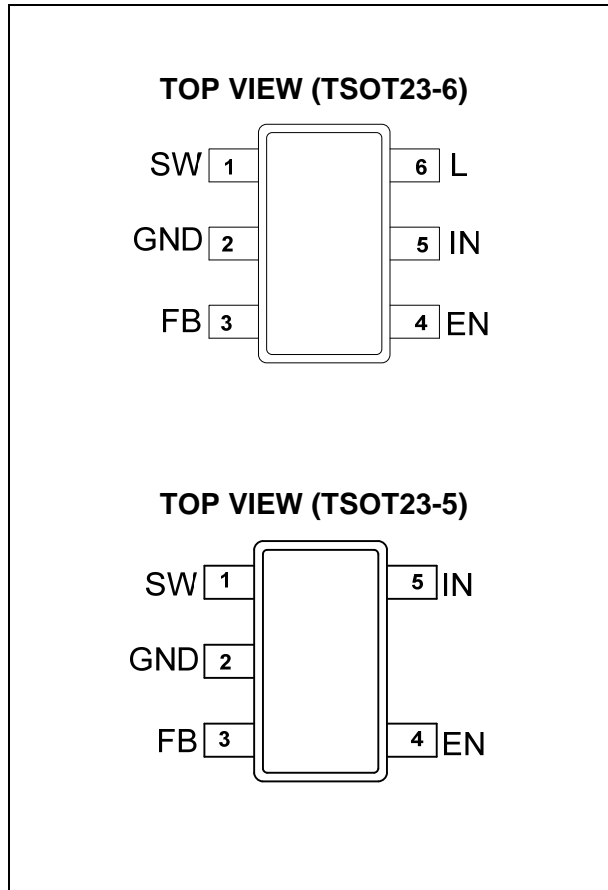 TOP VIEW (TSOT23-6)
SW 1 6 L
GND 2 5 IN
FB 3 4 EN
TOP VIEW (TSOT23-5)
SW 1 5 IN
GND 2
FB 3 4 EN